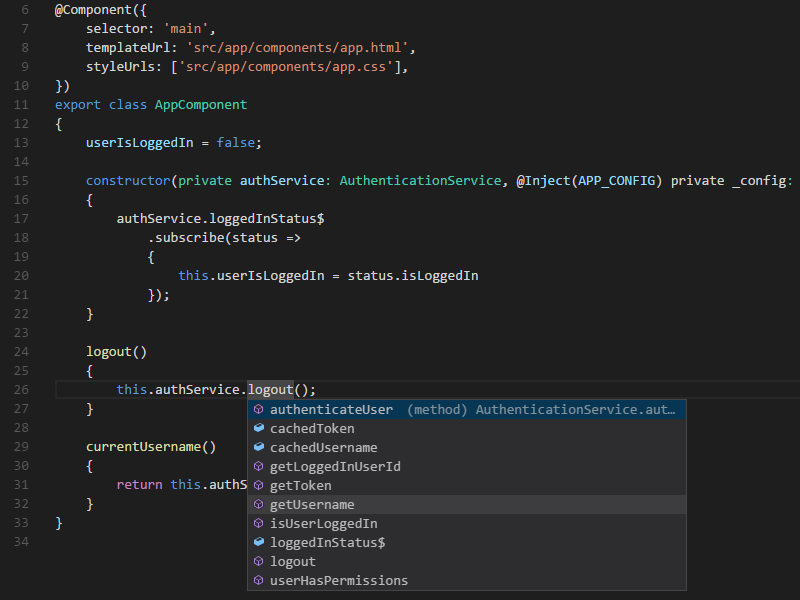 6 @Component({
7 selector: 'main',
8 templateUrl: 'src/app/components/app.html',
9 styleUrls: ['src/app/components/app.css'],
10 })
11 export class AppComponent
12 {
13 userIsLoggedIn = false;
14
15 constructor(private authService: AuthenticationService, @Inject(APP_CONFIG) private _config:
16 {
17 authService.loggedInStatus$
18 .subscribe(status =>
19 {
20 this.userIsLoggedIn = status.isLoggedIn
21 });
22 }
23
24 logout()
25 {
26 this.authService.logout();
27 }
authenticateUser (method) AuthenticationService.aut…
28
cachedToken
29 currentUsername()
cachedUsername
30 {
getLoggedInUserId
31 return this.authS
getToken
32 }
getUsername
33 }
isUserLoggedIn
34
loggedInStatus$
logout
userHasPermissions